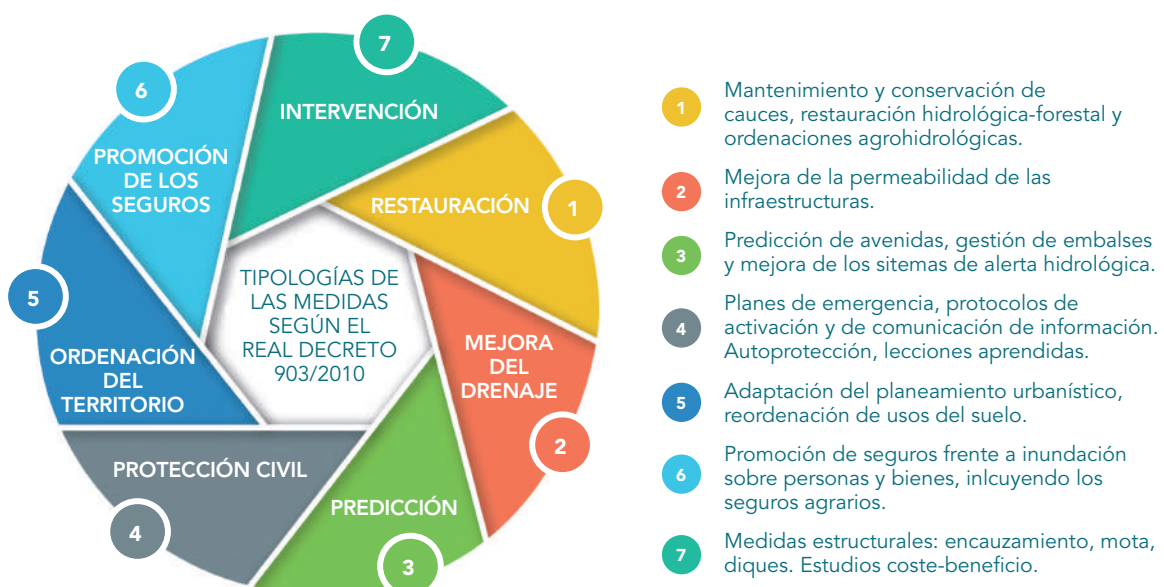 7
INTERVENCIÓN
6
PROMOCIÓN
DE LOS
SEGUROS
RESTAURACIÓN
1
TIPOLOGÍAS DE
LAS MEDIDAS
SEGÚN EL
REAL DECRETO
903/2010
5
ORDENACIÓN
DEL
TERRITORIO
MEJORA
DEL
DRENAJE
2
PROTECCIÓN CIVIL
4
PREDICCIÓN
3
1
Mantenimiento y conservación de
cauces, restauración hidrológica-forestal y
ordenaciones agrohidrológicas.
2
Mejora de la permeabilidad de las
infraestructuras.
3
Predicción de avenidas, gestión de embalses
y mejora de los sitemas de alerta hidrológica.
4
Planes de emergencia, protocolos de
activación y de comunicación de información.
Autoprotección, lecciones aprendidas.
5
Adaptación del planeamiento urbanístico,
reordenación de usos del suelo.
6
Promoción de seguros frente a inundación
sobre personas y bienes, inlcuyendo los
seguros agrarios.
7
Medidas estructurales: encauzamiento, mota,
diques. Estudios coste-beneficio.